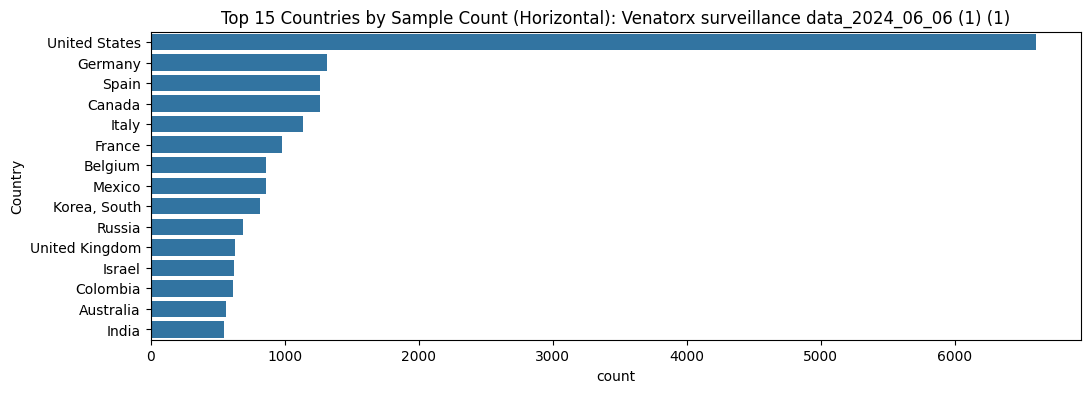 Top 15 Countries by Sample Count (Horizontal): Venatorx surveillance data_2024_06_06 (1) (1)
Country
United States
Germany
Spain
Canada
Italy
France
Belgium
Mexico
Korea, South
Russia
United Kingdom
Israel
Colombia
Australia
India
0 1000 2000 3000 4000 5000 6000
count